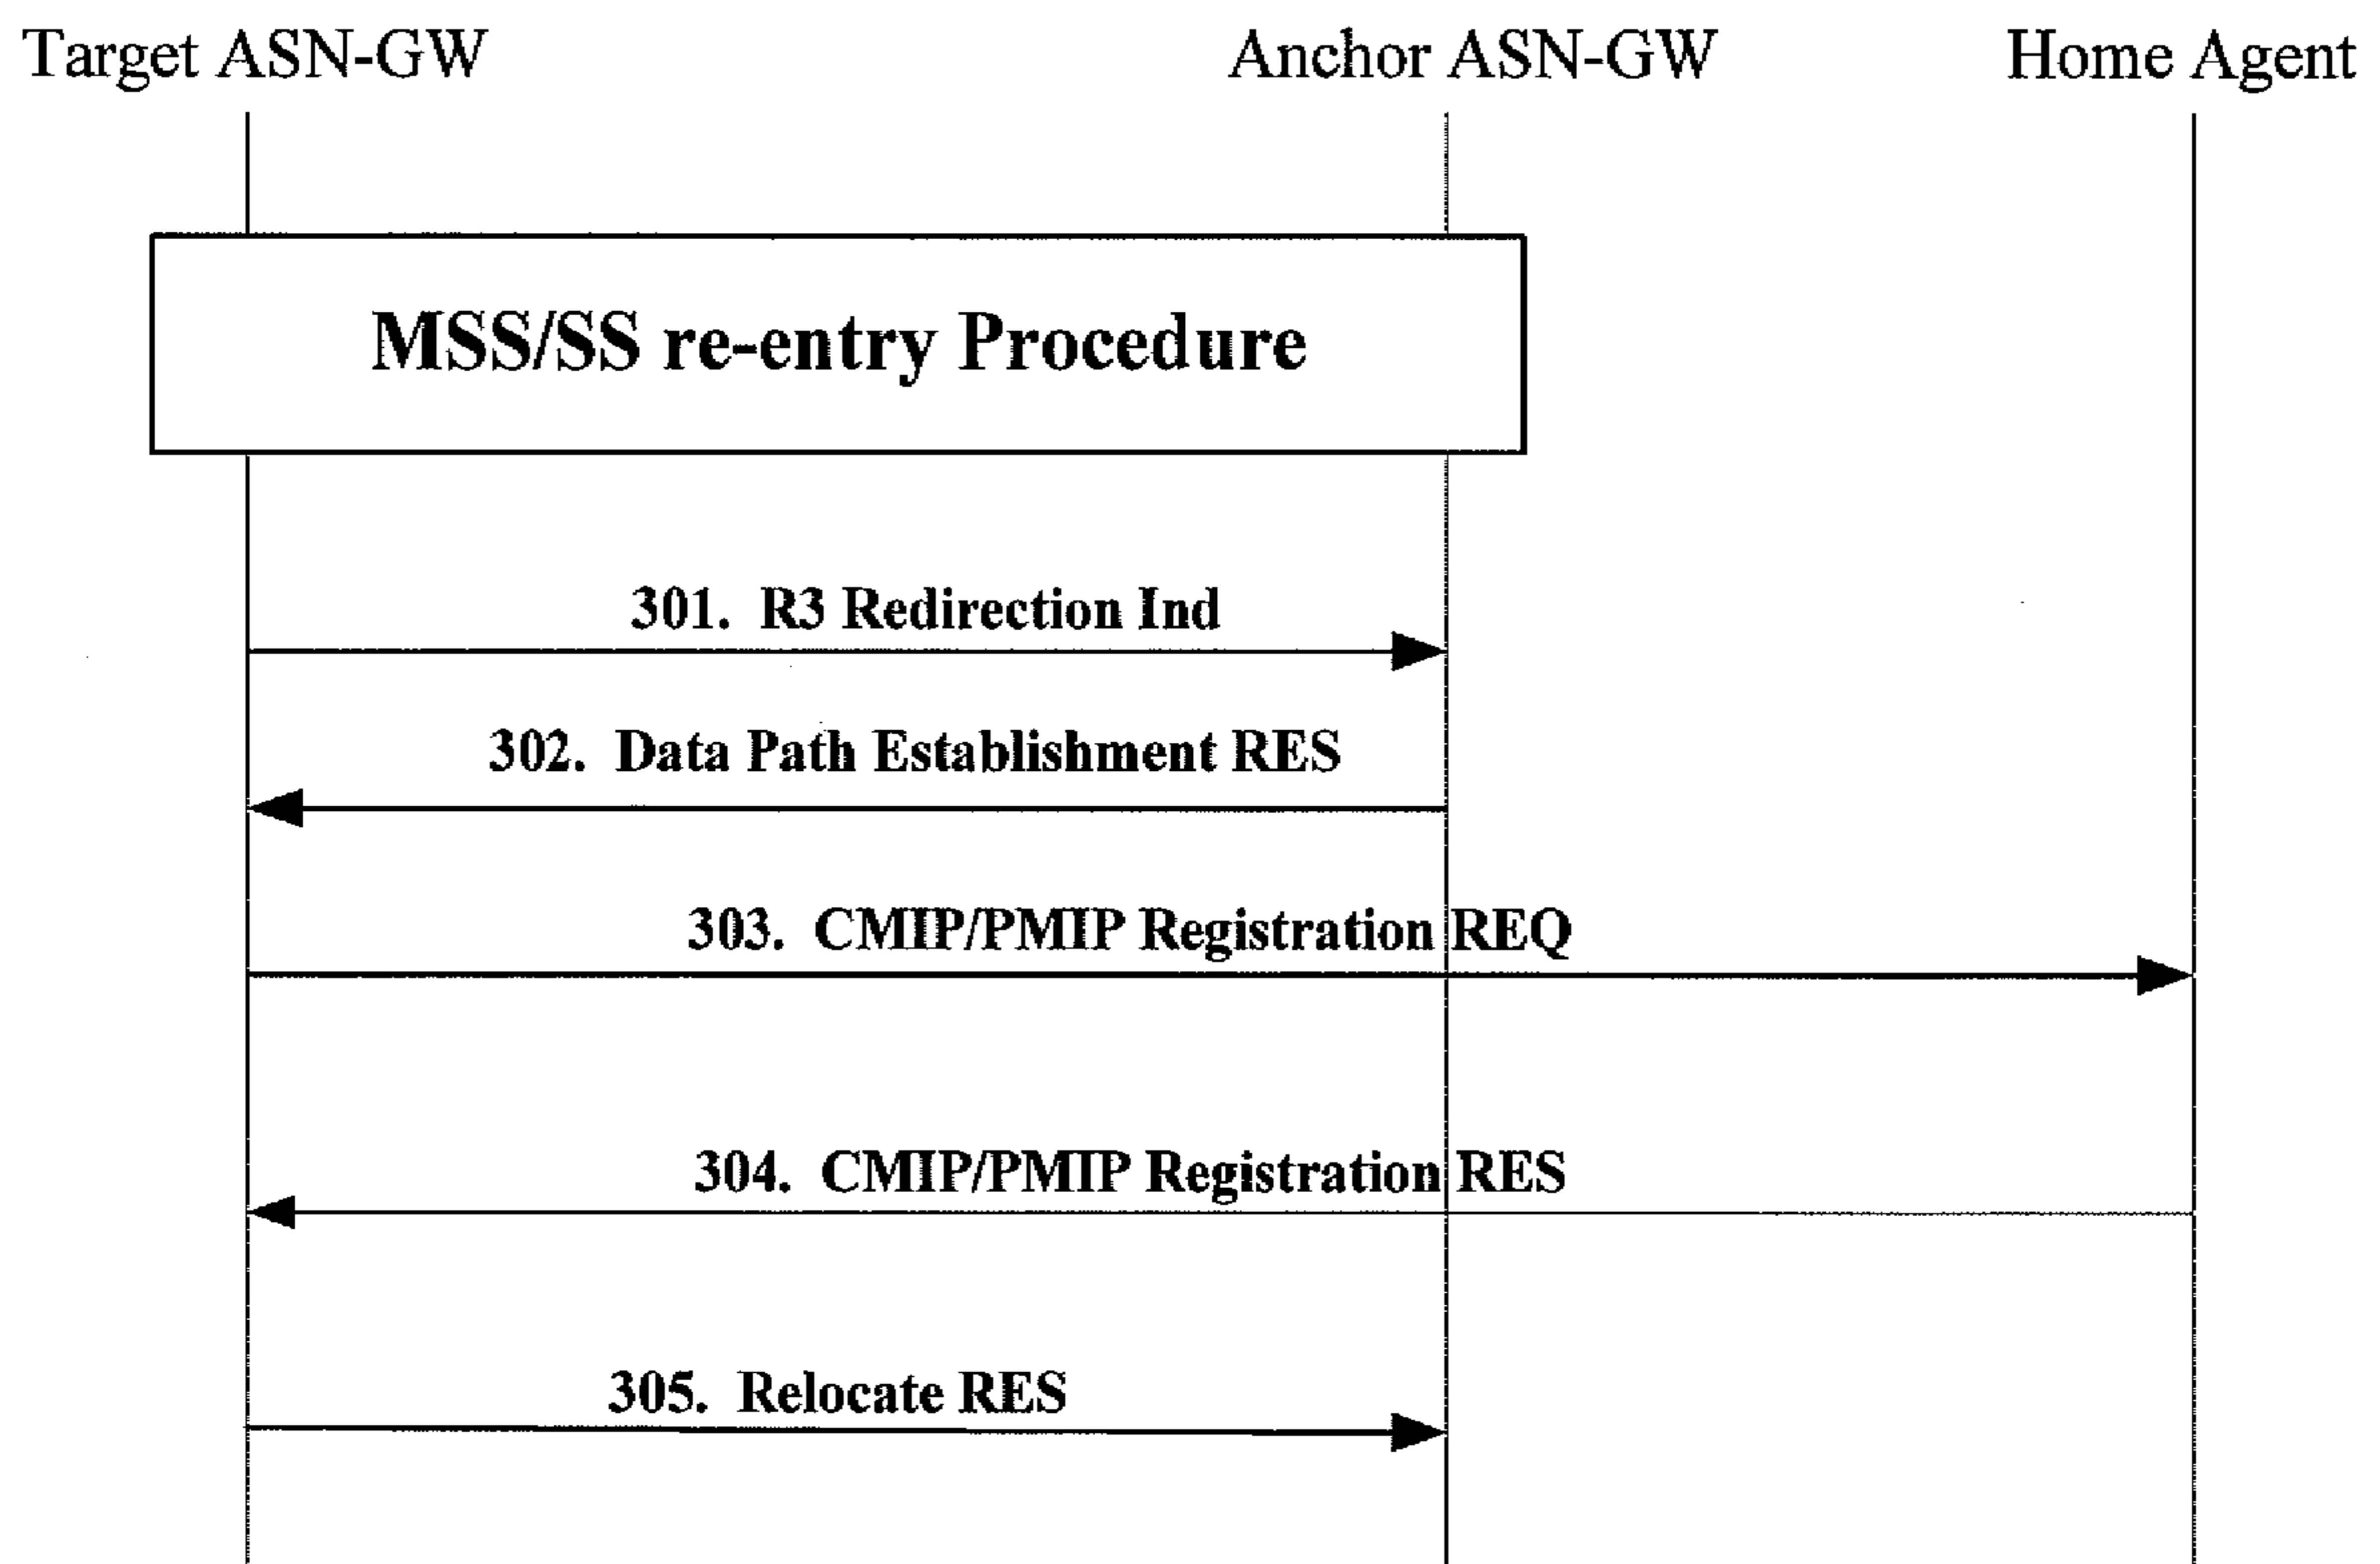 Target ASN-GW
Anchor ASN-GW
Home Agent
MSS/SS re-entry Procedure
301. R3 Redirection Ind
302. Data Path Establishment RES
303. CMIP/PMIP Registration REQ
304. CMIP/PMIP Registration RES
305. Relocate RES